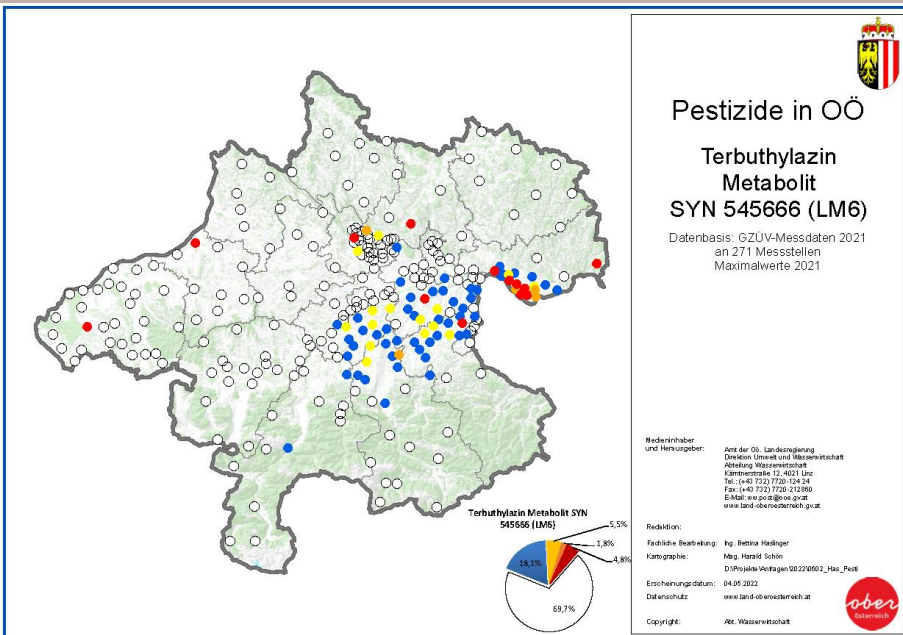 Pestizide in OÖ
Terbuthylazin
Metabolit
SYN 545666 (LM6)
Datenbasis: GZÜV-Messdaten 2021
an 271 Messstellen
Maximalwerte 2021
Medieninhaber
und Herausgeber:
Amt der Oö. Landesregierung
Direktion Umwelt und Wasserwirtschaft
Abteilung Wasserwirtschaft
Kärntnerstraße 12, 4021 Linz
Tel.: (+43 732) 7720-124 24
Fax: (+43 732) 7720-212860
E-Mail: ww.post@ooe.gv.at
www.land-oberoesterreich.gv.at
Redaktion:
Fachliche Bearbeitung: Ing. Bettina Haslinger
Kartographie: Mag. Harald Schön
D:\Projekte\Anfragen\2022\0602_Has_Pesti
Erscheinungsdatum: 04.05.2022
Datenschutz www.land-oberoesterreich.at
Copyright: Abt. Wasserwirtschaft
ober
österreich
Terbuthylazin Metabolit SYN
545666 (LM6)
5,5%
1,8%
4,8%
18,1%
69,7%